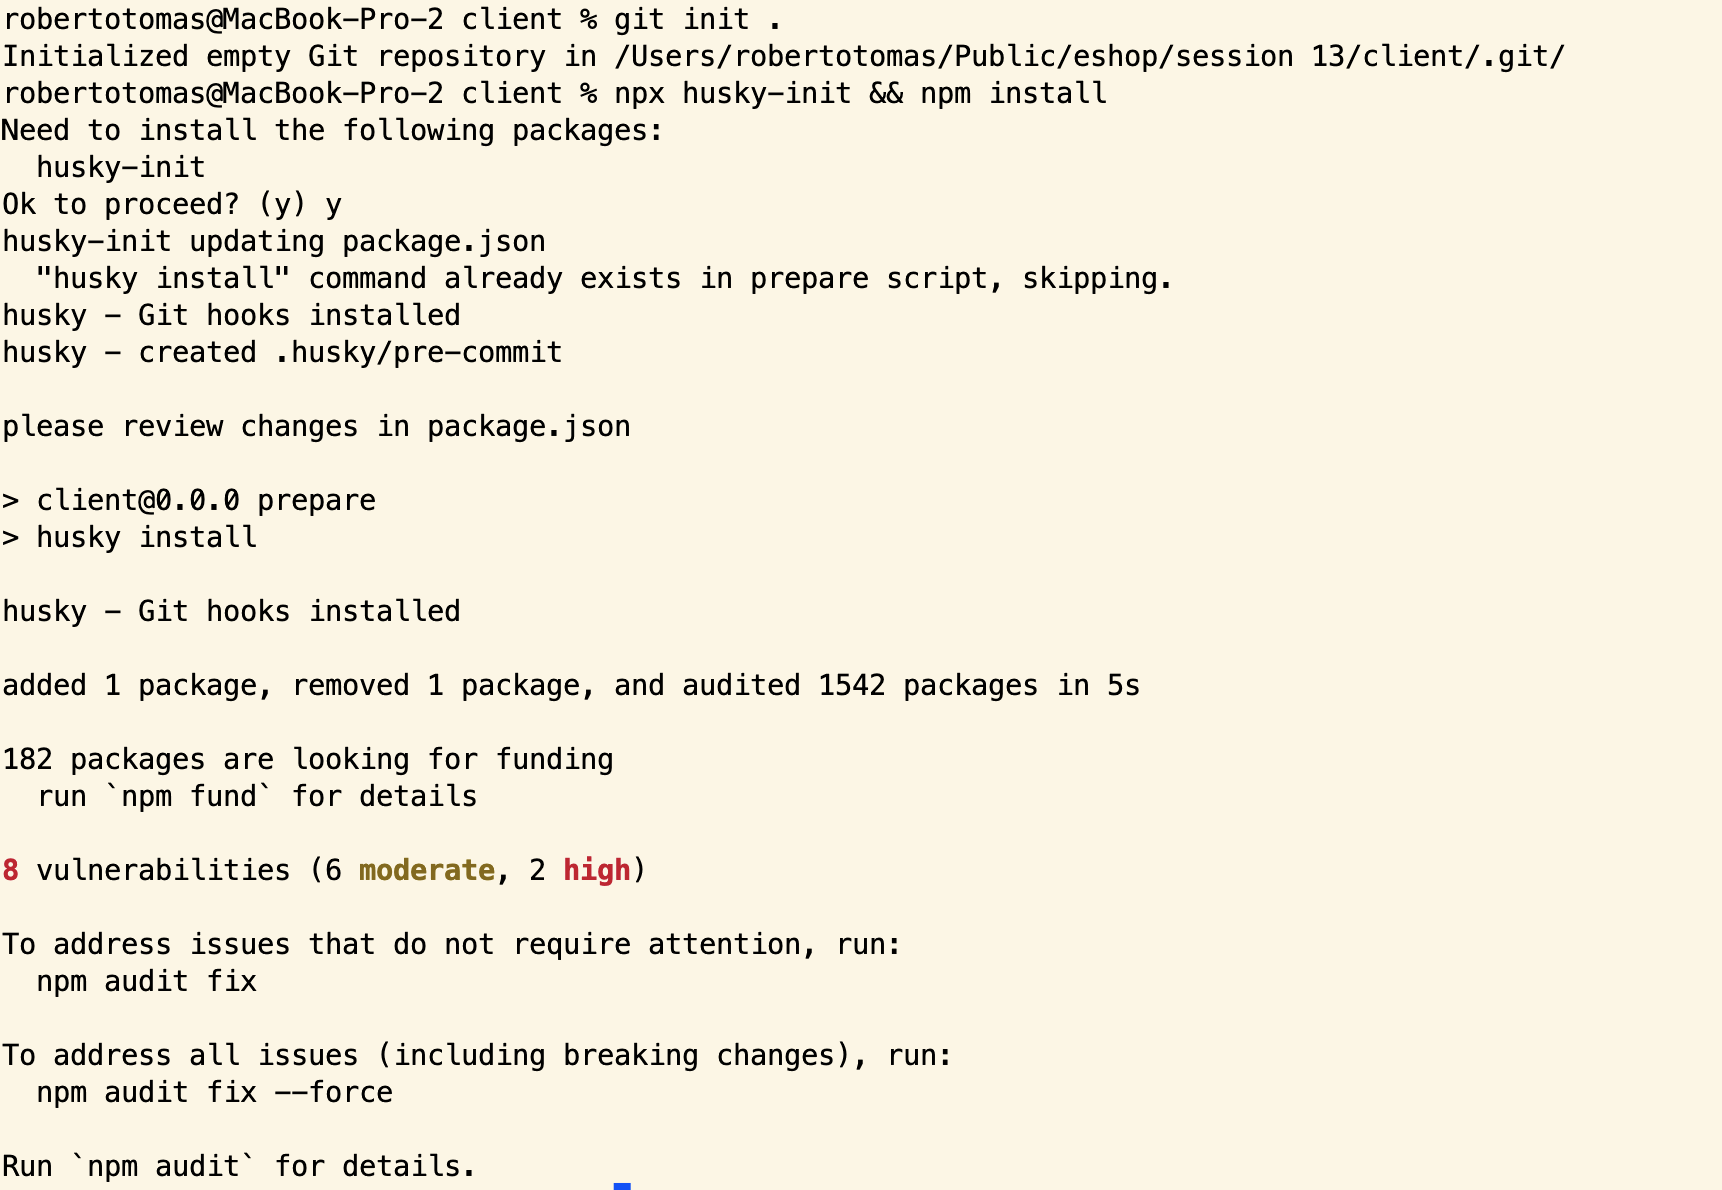 robertotomas@MacBook-Pro-2 client % git init .
Initialized empty Git repository in /Users/robertotomas/Public/eshop/session 13/client/.git/
robertotomas@MacBook-Pro-2 client % npx husky-init && npm install
Need to install the following packages:
  husky-init
Ok to proceed? (y) y
husky-init updating package.json
  "husky install" command already exists in prepare script, skipping.
husky - Git hooks installed
husky - created .husky/pre-commit

please review changes in package.json

> client@0.0.0 prepare
> husky install

husky - Git hooks installed

added 1 package, removed 1 package, and audited 1542 packages in 5s

182 packages are looking for funding
  run `npm fund` for details

8 vulnerabilities (6 moderate, 2 high)

To address issues that do not require attention, run:
  npm audit fix

To address all issues (including breaking changes), run:
  npm audit fix --force

Run `npm audit` for details.